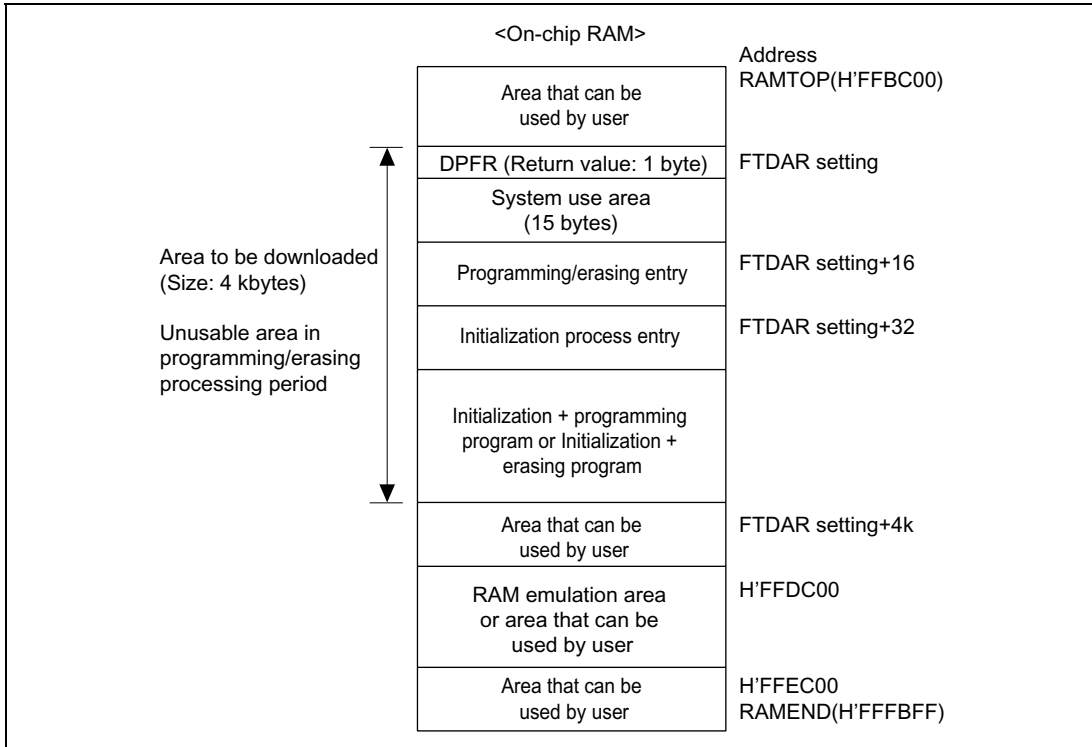 <On-chip RAM>
Address
RAMTOP(H'FFBC00)
Area that can be
used by user
DPFR (Return value: 1 byte)
FTDAR setting
System use area
(15 bytes)
Area to be downloaded
(Size: 4 kbytes)
Unusable area in
programming/erasing
processing period
Programming/erasing entry
FTDAR setting+16
Initialization process entry
FTDAR setting+32
Initialization + programming
program or Initialization +
erasing program
Area that can be
used by user
FTDAR setting+4k
RAM emulation area
or area that can be
used by user
H'FFDC00
Area that can be
used by user
H'FFEC00
RAMEND(H'FFFBFF)